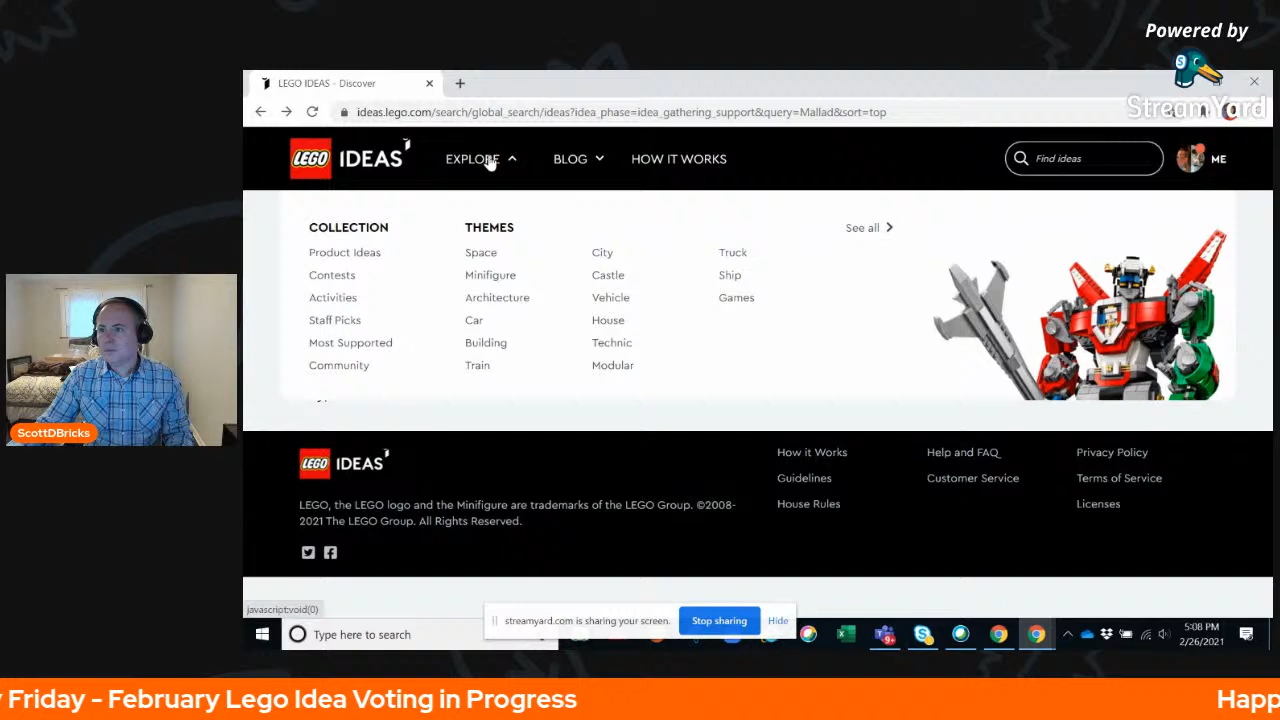 Powered by
StreamYard
LEGO IDEAS - Discover
ideas.lego.com/search/global_search/ideas?idea_phase=idea_gathering_support&query=Mallad&sort=top
LEGO IDEAS
EXPLORE
BLOG
HOW IT WORKS
Find ideas
ME
COLLECTION
Product Ideas
Contests
Activities
Staff Picks
Most Supported
Community
THEMES
Space
Minifigure
Architecture
Car
Building
Train
City
Castle
Vehicle
House
Technic
Modular
Truck
Ship
Games
See all
ScottDBricks
LEGO IDEAS
LEGO, the LEGO logo and the Minifigure are trademarks of the LEGO Group. ©2008-
2021 The LEGO Group. All Rights Reserved.
How it Works
Guidelines
House Rules
Help and FAQ
Customer Service
Privacy Policy
Terms of Service
Licenses
javascript:void(0)
streamyard.com is sharing your screen.
Stop sharing
Hide
Type here to search
5:08 PM
2/26/2021
y Friday - February Lego Idea Voting in Progress
Happ